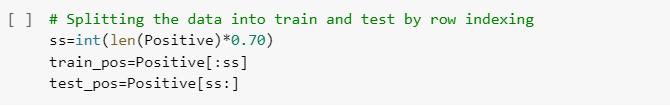 [ ] # Splitting the data into train and test by row indexing
ss=int(len(Positive)*0.70)
train_pos=Positive[:ss]
test_pos=Positive[ss:]